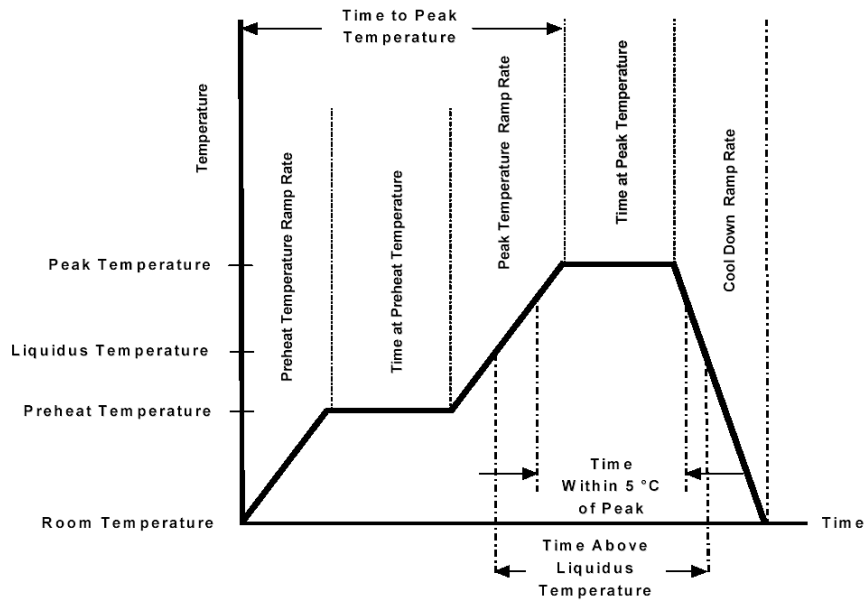 Time to Peak
Temperature
Temperature
Preheat Temperature Ramp Rate
Time at Preheat Temperature
Peak Temperature Ramp Rate
Time at Peak Temperature
Cool Down Ramp Rate
Peak Temperature
Liquidus Temperature
Preheat Temperature
Room Temperature
Time
Within 5 °C
of Peak
Time
Time Above
Liquidus
Temperature